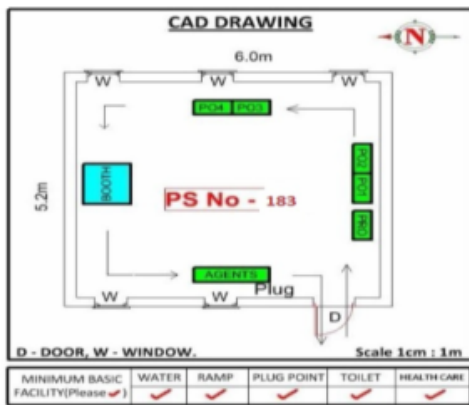 CAD DRAWING
N
6.0m
W W W
PO4 PO3
5.2m
BOOTH
PO2
PO1
PRO
PS No - 183
AGENTS
Plug
W W
D
D - DOOR, W - WINDOW.
Scale 1cm : 1m
MINIMUM BASIC FACILITY(Please ✓)
WATER
RAMP
PLUG POINT
TOILET
HEALTH CARE
✓ ✓ ✓ ✓ ✓